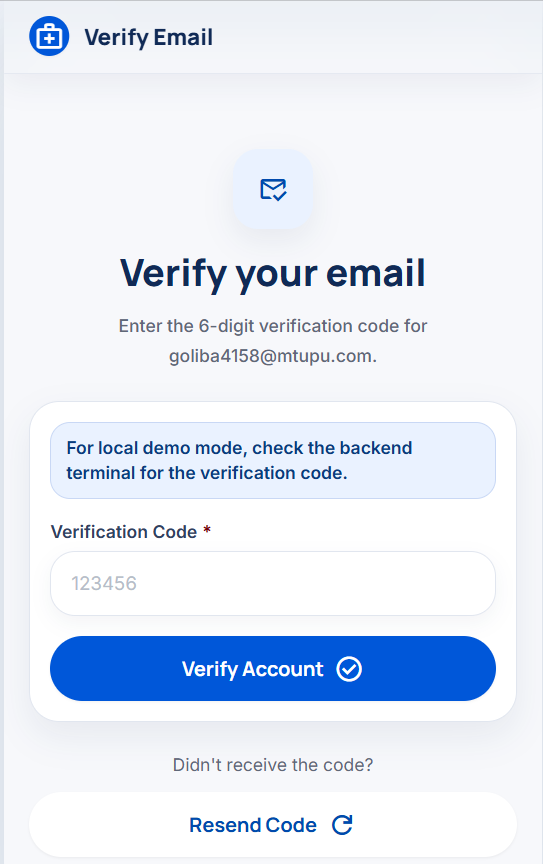 Verify Email
Verify your email
Enter the 6-digit verification code for
goliba4158@mtupu.com.
For local demo mode, check the backend
terminal for the verification code.
Verification Code *
123456
Verify Account
Didn't receive the code?
Resend Code